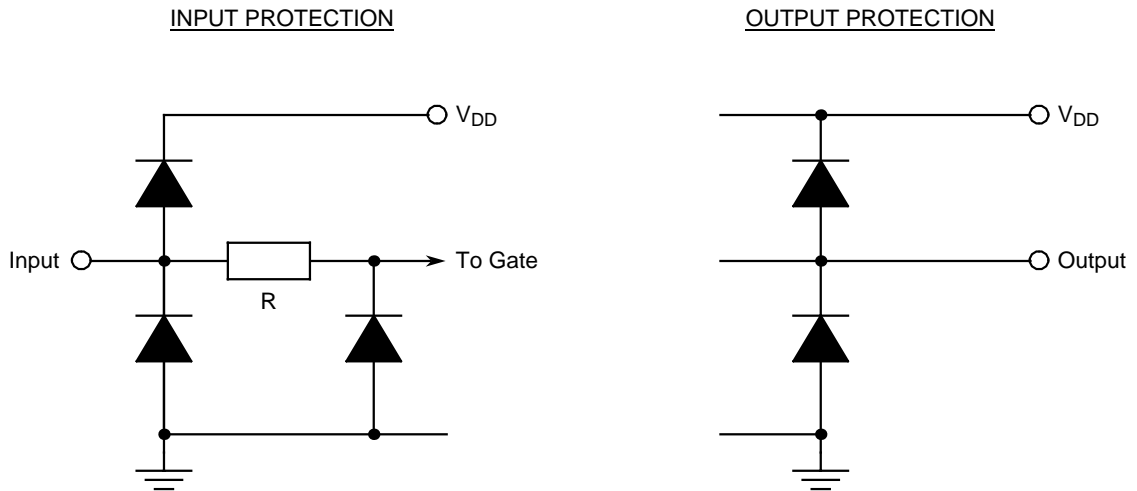 INPUT PROTECTION
OUTPUT PROTECTION
VDD
VDD
Input
To Gate
Output
R